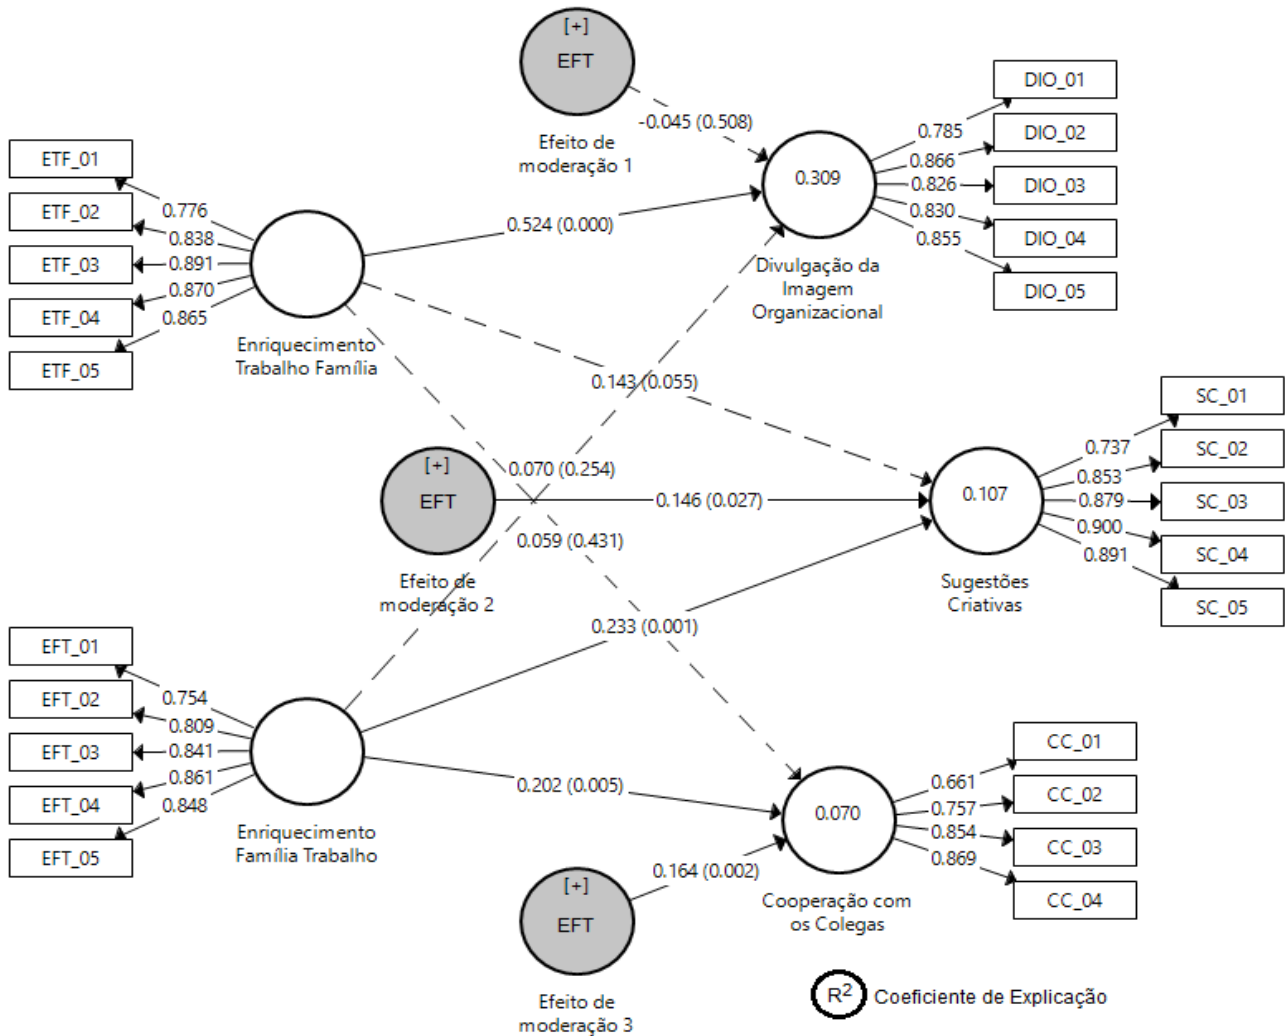 [+]
EFT
Efeito de
moderação 1
-0.045 (0.508)
DIO_01
DIO_02
DIO_03
DIO_04
DIO_05
0.785
0.866
0.826
0.830
0.855
0.309
Divulgação da
Imagem
Organizacional
ETF_01
ETF_02
ETF_03
ETF_04
ETF_05
0.776
0.838
0.891
0.870
0.865
Enriquecimento
Trabalho Família
0.524 (0.000)
0.143 (0.055)
[+]
EFT
Efeito de
moderação 2
0.070 (0.254)
0.146 (0.027)
0.059 (0.431)
0.107
Sugestões
Criativas
SC_01
SC_02
SC_03
SC_04
SC_05
0.737
0.853
0.879
0.900
0.891
EFT_01
EFT_02
EFT_03
EFT_04
EFT_05
0.754
0.809
0.841
0.861
0.848
Enriquecimento
Família Trabalho
0.233 (0.001)
0.202 (0.005)
0.164 (0.002)
0.070
Cooperação com
os Colegas
CC_01
CC_02
CC_03
CC_04
0.661
0.757
0.854
0.869
[+]
EFT
Efeito de
moderação 3
R² Coeficiente de Explicação